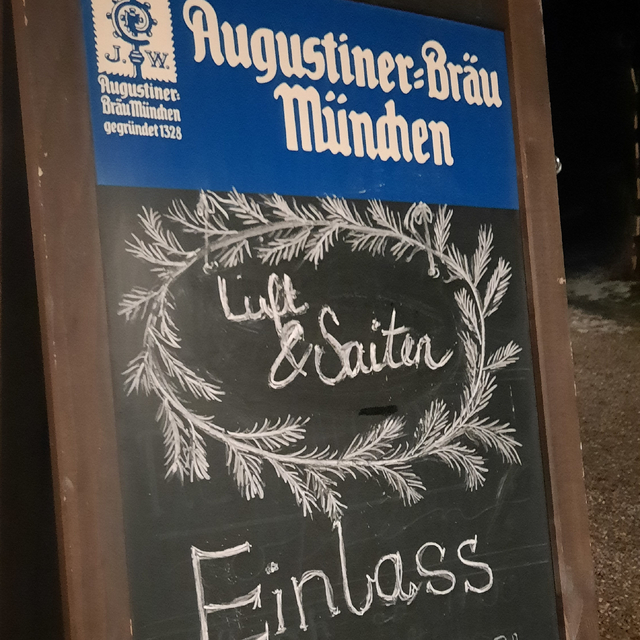 J. W.
Augustiner=
Bräu München
gegründet 1328
Augustiner=Bräu
München
Luft
& Saiten
Einlass